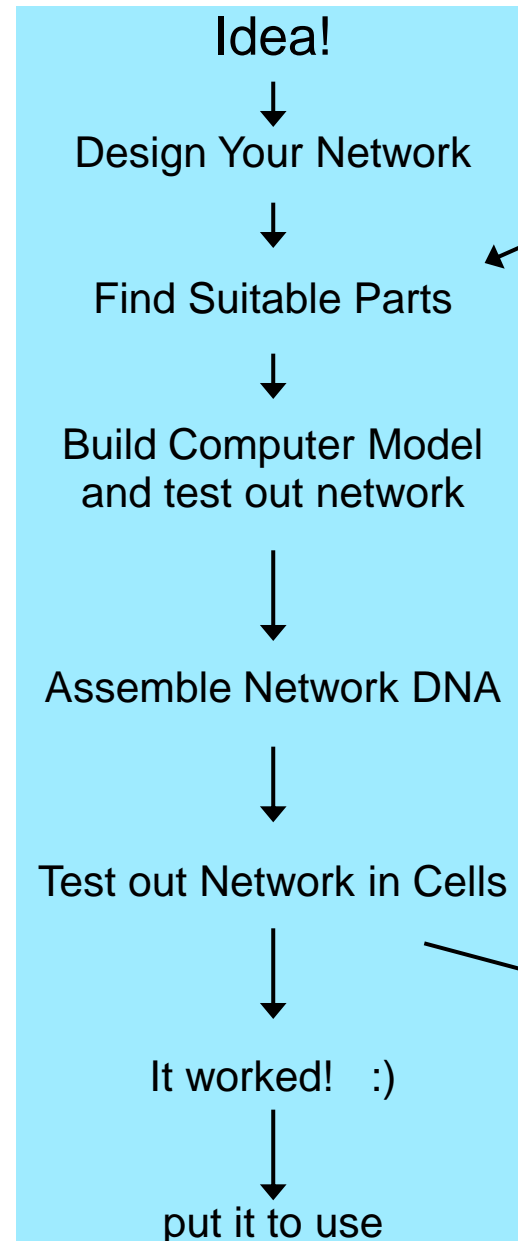 Idea!
Design Your Network
Find Suitable Parts
Build Computer Model
and test out network
Assemble Network DNA
Test out Network in Cells
It worked!   :)
put it to use